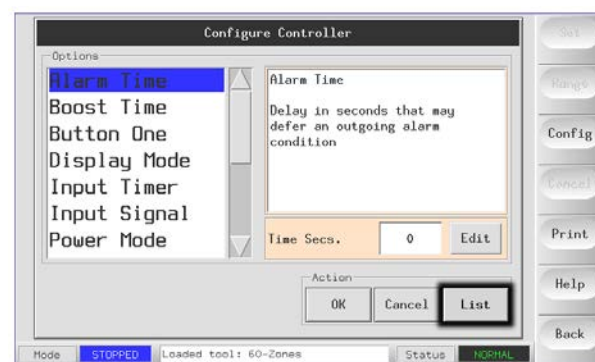 Configure Controller
Options
Alarm Time
Boost Time
Button One
Display Mode
Input Timer
Input Signal
Power Mode
Alarm Time
Delay in seconds that may
defer an outgoing alarm
condition
Time Secs.
0
Edit
Action
OK
Cancel
List
Set
Range
Config
Cancel
Print
Help
Back
Mode
STOPPED
Loaded tool: 60-Zones
Status
NORMAL